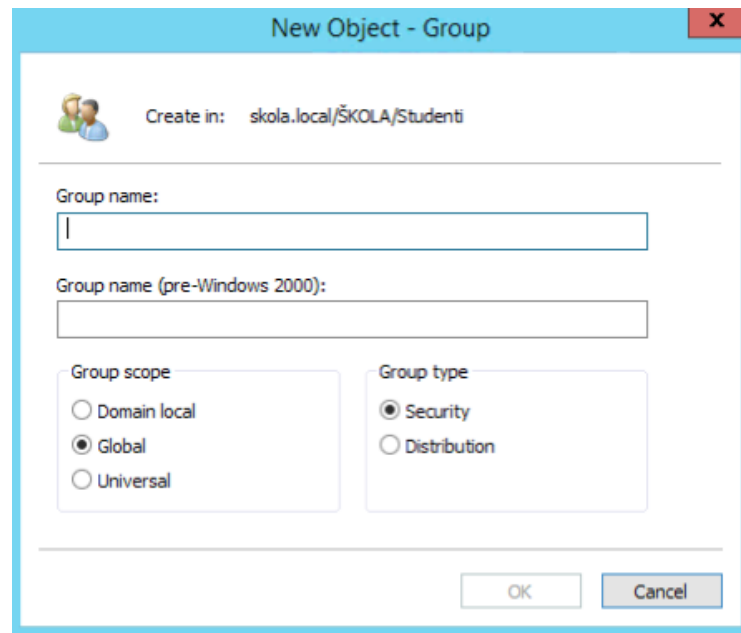 New Object - Group
x
Create in: skola.local/ŠKOLA/Studenti
Group name:
Group name (pre-Windows 2000):
Group scope
Domain local
Global
Universal
Group type
Security
Distribution
OK
Cancel